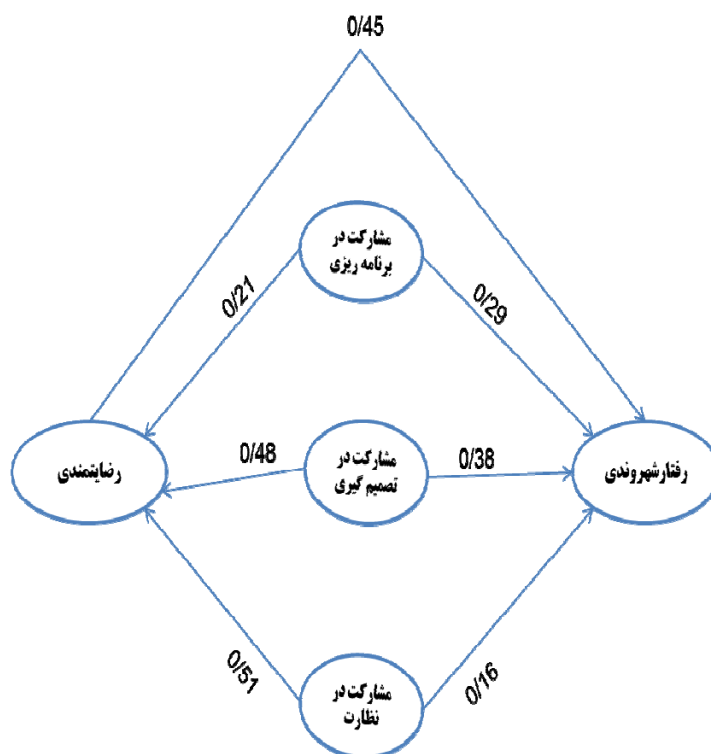 0/45
مشارکت در
برنامه ریزی
0/21
0/29
رضایتمندی
0/48
مشارکت در
تصمیم گیری
0/38
رفتارشهروندی
0/51
مشارکت در
نظارت
0/16